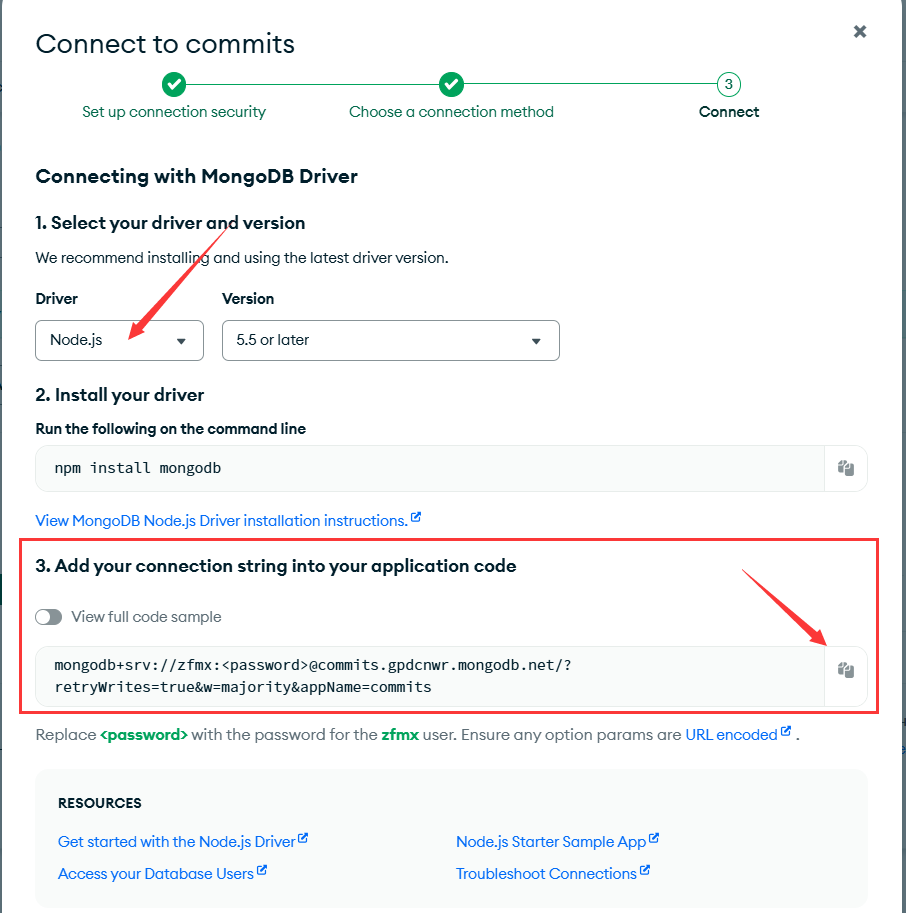 Connect to commits
3
Set up connection security
Choose a connection method
Connect
Connecting with MongoDB Driver
1. Select your driver and version
We recommend installing and using the latest driver version.
Driver
Version
Node.js
5.5 or later
2. Install your driver
Run the following on the command line
npm install mongodb
View MongoDB Node.js Driver installation instructions.
3. Add your connection string into your application code
View full code sample
mongodb+srv://zfmx:<password>@commits.gpdcnwr.mongodb.net/?
retryWrites=true&w=majority&appName=commits
Replace <password> with the password for the zfmx user. Ensure any option params are URL encoded .
RESOURCES
Get started with the Node.js Driver
Node.js Starter Sample App
Access your Database Users
Troubleshoot Connections